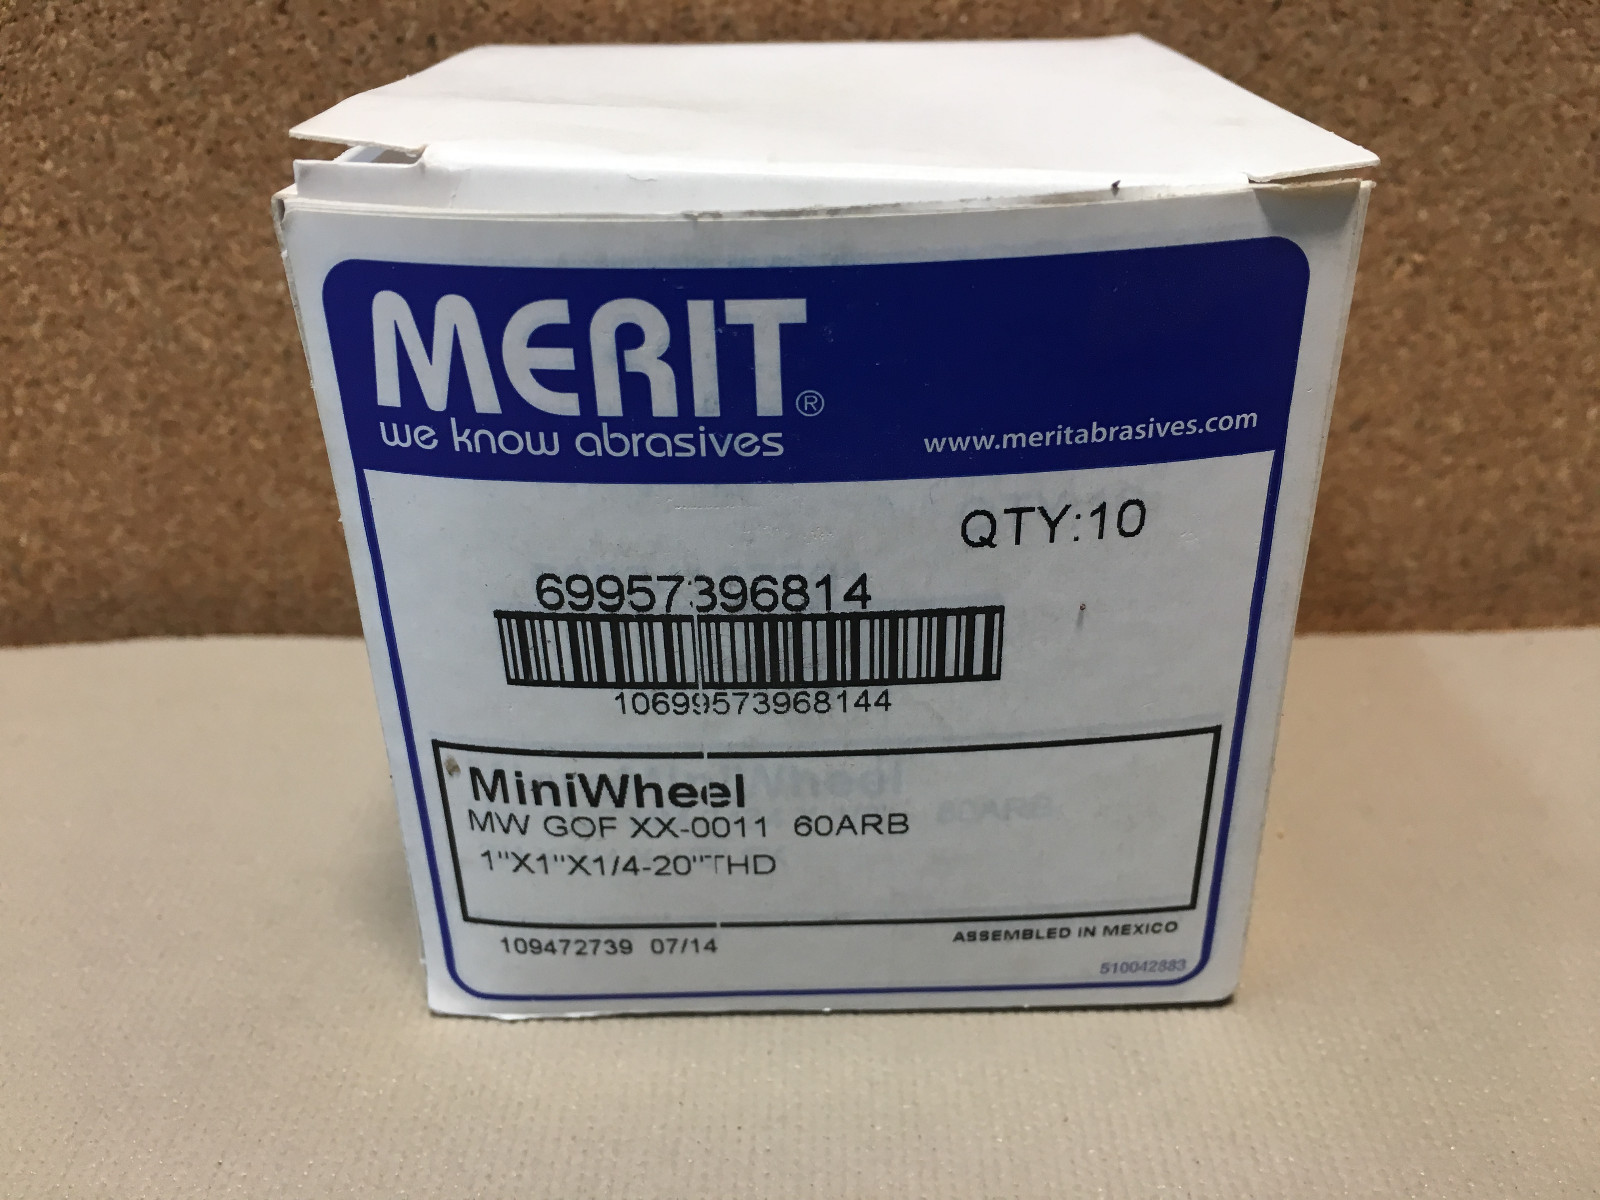 MERIT®
we know abrasives
www.meritabrasives.com
QTY:10
69957396814
10699573968144
MiniWheel
MW GOF XX-0011 60ARB
1"X1"X1/4-20"THD
109472739 07/14
ASSEMBLED IN MEXICO
510042883